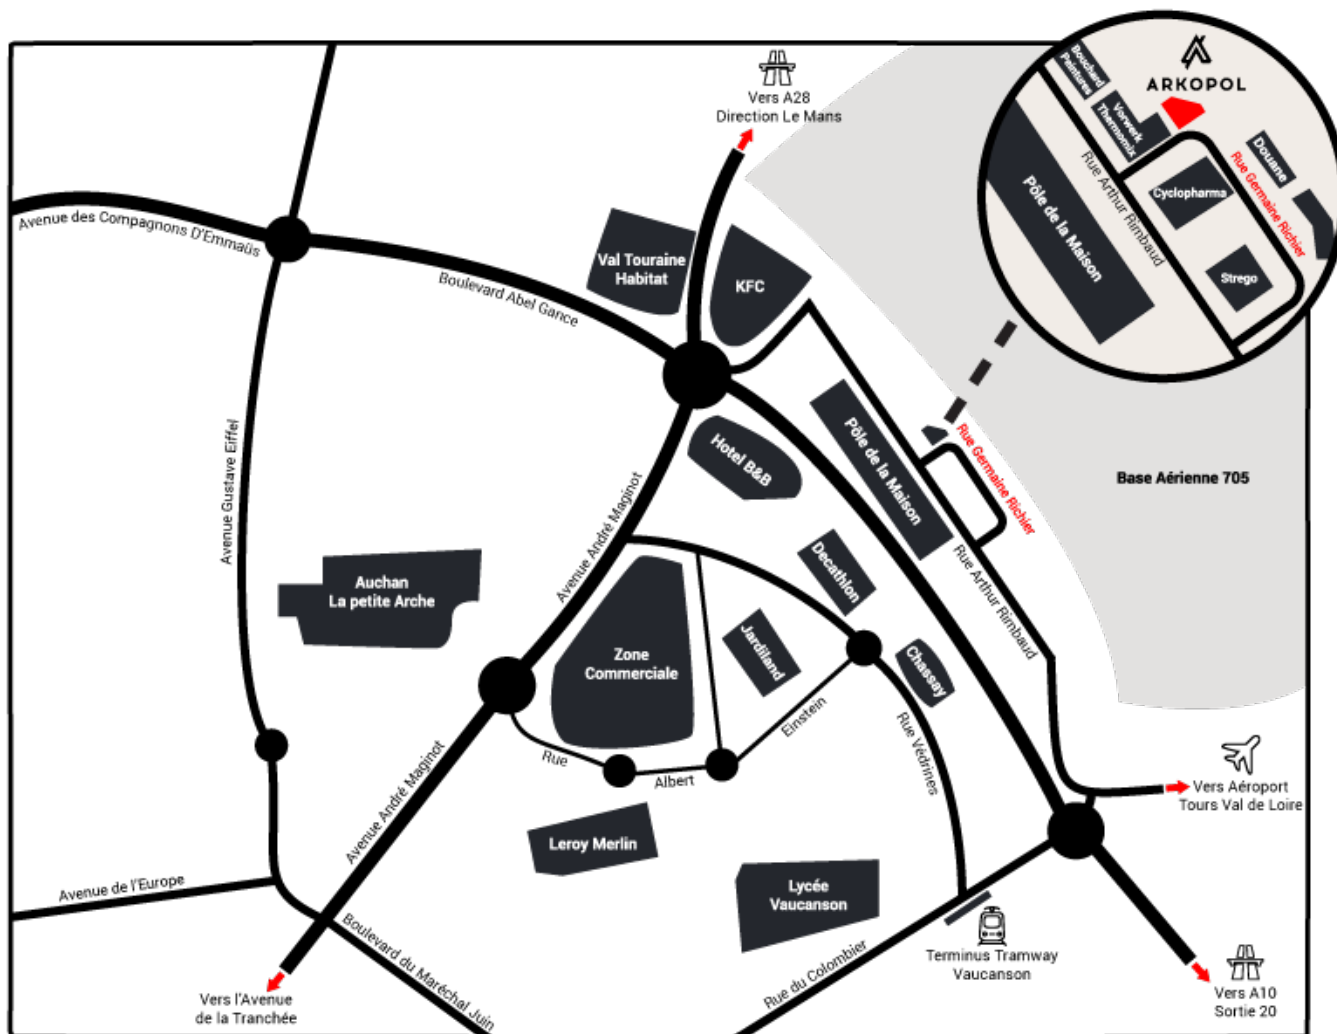 Vers A28
Direction Le Mans
ARKOPOL
Bouchard
Peintures
Vorwerk
Thermomix
Douane
Rue Germaine Richier
Cyclopharma
Strego
Rue Arthur Rimbaud
Pôle de la Maison
Avenue des Compagnons D'Emmaüs
Boulevard Abel Gance
Val Touraine
Habitat
KFC
Hotel B&B
Pôle de la Maison
Rue Germaine Richier
Base Aérienne 705
Avenue Gustave Eiffel
Avenue André Maginot
Decathlon
Rue Arthur Rimbaud
Auchan
La petite Arche
Zone
Commerciale
Jardiland
Chassay
Einstein
Rue Védrines
Rue
Albert
Avenue André Maginot
Leroy Merlin
Vers Aéroport
Tours Val de Loire
Lycée
Vaucanson
Avenue de l'Europe
Boulevard du Maréchal Juin
Rue du Colombier
Terminus Tramway
Vaucanson
Vers l'Avenue
de la Tranchée
Vers A10
Sortie 20